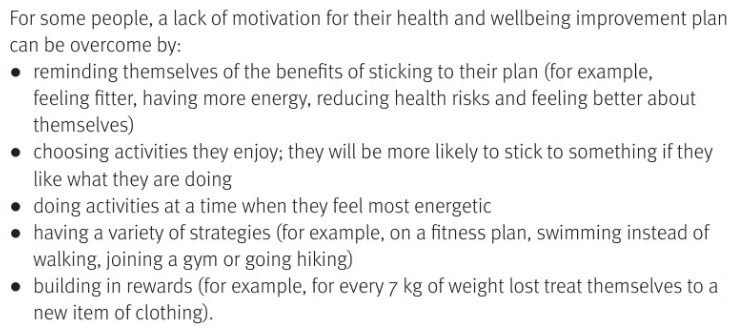 For some people, a lack of motivation for their health and wellbeing improvement plan
can be overcome by:
● reminding themselves of the benefits of sticking to their plan (for example,
feeling fitter, having more energy, reducing health risks and feeling better about
themselves)
● choosing activities they enjoy; they will be more likely to stick to something if they
like what they are doing
● doing activities at a time when they feel most energetic
● having a variety of strategies (for example, on a fitness plan, swimming instead of
walking, joining a gym or going hiking)
● building in rewards (for example, for every 7 kg of weight lost treat themselves to a
new item of clothing).